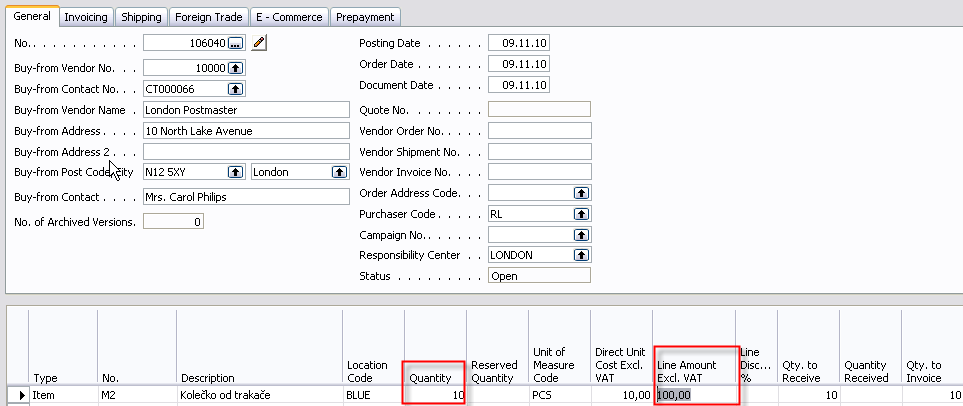 General Invoicing Shipping Foreign Trade E - Commerce Prepayment
No. . . . . . . . . . . . . 106040 ...
Buy-from Vendor No. . . . 10000
Buy-from Contact No. . . . CT000066
Buy-from Vendor Name . London Postmaster
Buy-from Address . . . . 10 North Lake Avenue
Buy-from Address 2 . . .
Buy-from Post Code/City N12 5XY London
Buy-from Contact . . . . Mrs. Carol Philips
No. of Archived Versions. 0
Posting Date . . . . . . 09.11.10
Order Date . . . . . . . 09.11.10
Document Date . . . . . 09.11.10
Quote No. . . . . . . .
Vendor Order No. . . . .
Vendor Shipment No. . . .
Vendor Invoice No. . . . .
Order Address Code. . . .
Purchaser Code . . . . . RL
Campaign No. . . . . . .
Responsibility Center . . LONDON
Status . . . . . . . . . Open
Type No. Description Location Code Quantity Reserved Quantity Unit of Measure Code Direct Unit Cost Excl. VAT Line Amount Excl. VAT Line Disc... % Qty. to Receive Quantity Received Qty. to Invoice
Item M2 Kolečko od trakače BLUE 10 PCS 10,00 100,00 10 10